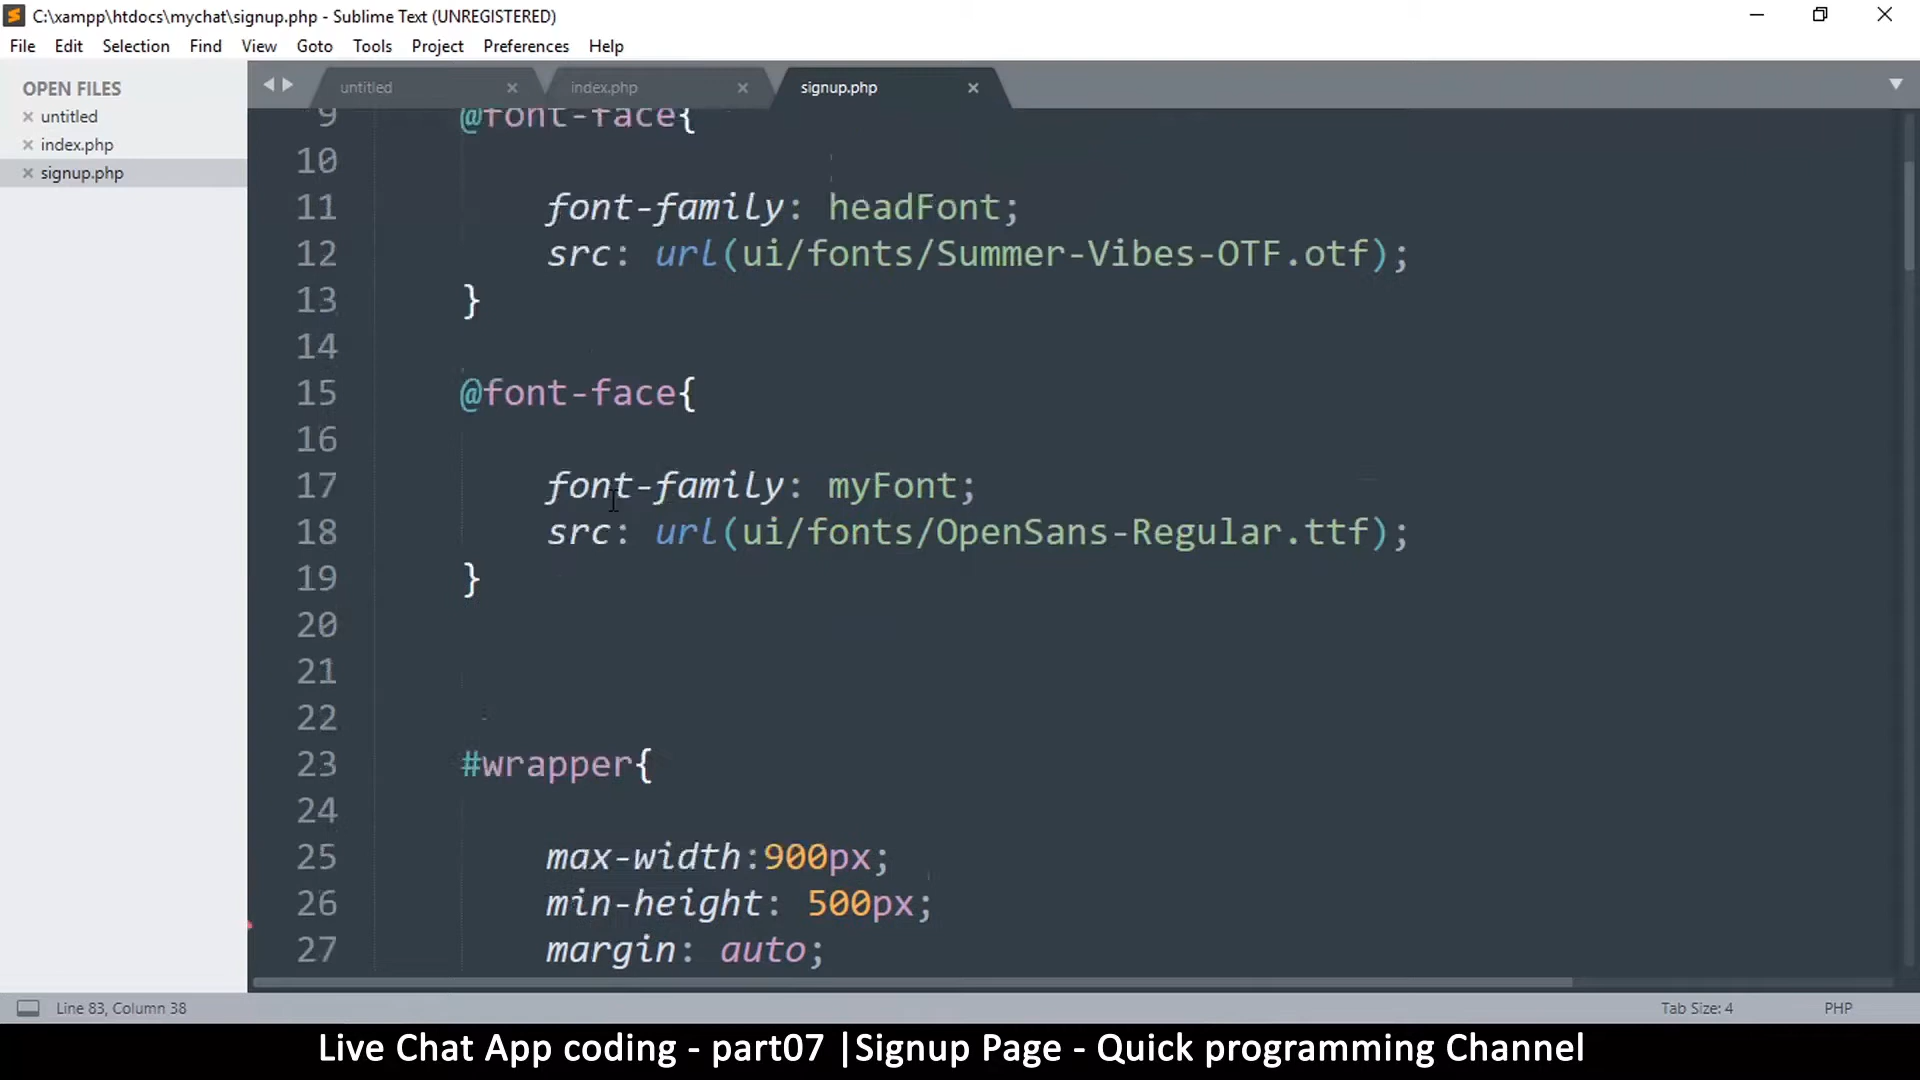 C:\xampp\htdocs\mychat\signup.php - Sublime Text (UNREGISTERED)
File Edit Selection Find View Goto Tools Project Preferences Help
OPEN FILES
untitled
index.php
signup.php
untitled index.php signup.php
9 @font-face{
10
11 font-family: headFont;
12 src: url(ui/fonts/Summer-Vibes-OTF.otf);
13 }
14
15 @font-face{
16
17 font-family: myFont;
18 src: url(ui/fonts/OpenSans-Regular.ttf);
19 }
20
21
22
23 #wrapper{
24
25 max-width:900px;
26 min-height: 500px;
27 margin: auto;
Line 83, Column 38 Tab Size: 4 PHP
Live Chat App coding - part07 |Signup Page - Quick programming Channel